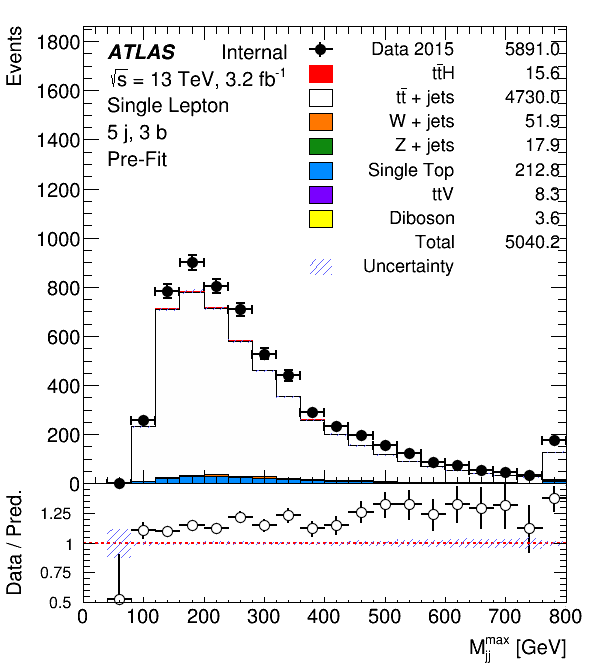 Events
1800
1600
1400
1200
1000
800
600
400
200
0
ATLAS Internal
√s = 13 TeV, 3.2 fb⁻¹
Single Lepton
5 j, 3 b
Pre-Fit
Data 2015 5891.0
tt̄H 15.6
tt̄ + jets 4730.0
W + jets 51.9
Z + jets 17.9
Single Top 212.8
ttV 8.3
Diboson 3.6
Total 5040.2
Uncertainty
Data / Pred.
1.25
1
0.75
0.5
0 100 200 300 400 500 600 700 800
M_jj^max [GeV]